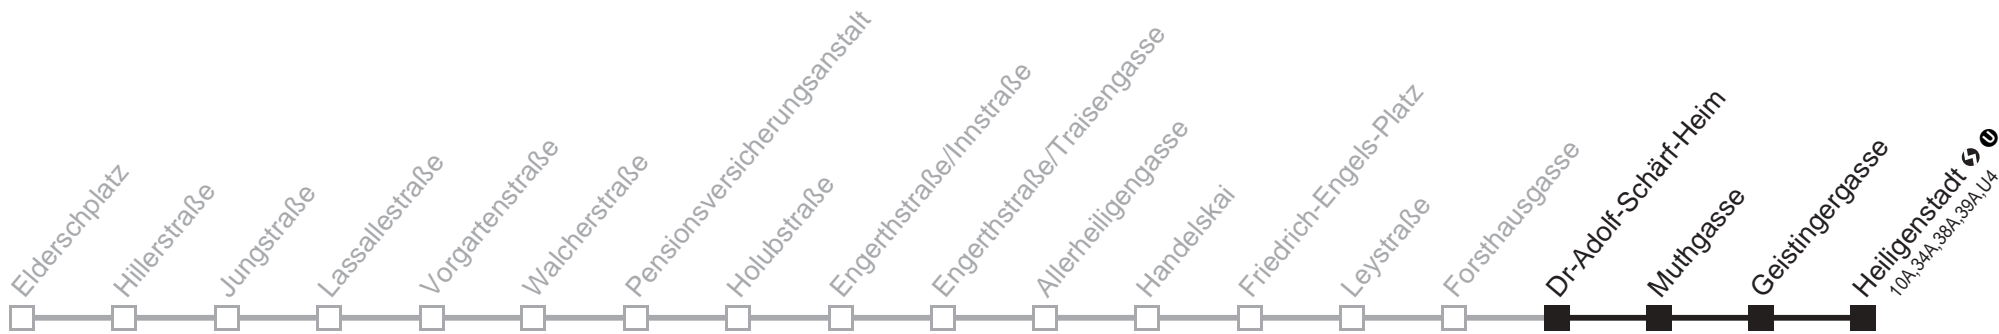 Elderschplatz
Hillerstraße
Jungstraße
Lassallestraße
Vorgartenstraße
Walcherstraße
Pensionsversicherungsanstalt
Holubstraße
Engerthstraße/Innstraße
Engerthstraße/Traisengasse
Allerheiligengasse
Handelskai
Friedrich-Engels-Platz
Leystraße
Forsthausgasse
Dr-Adolf-Schärf-Heim
Muthgasse
Geistingergasse
Heiligenstadt S U
10A,34A,38A,39A,U4